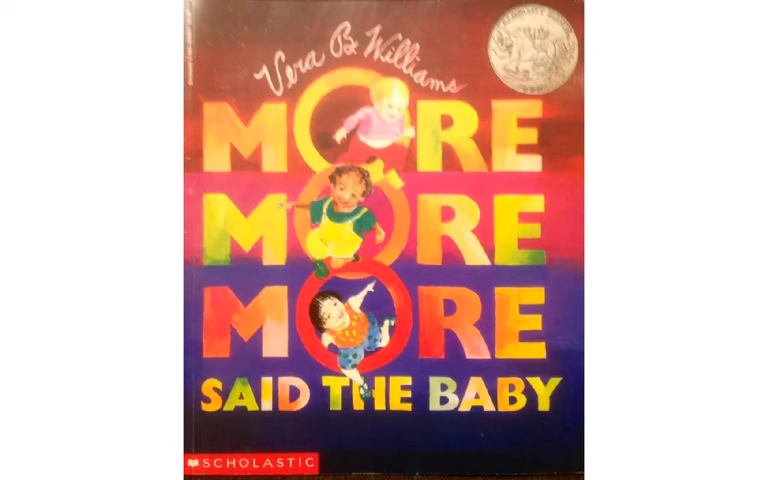 Vera B. Williams
MORE
MORE
MORE
SAID THE BABY
SCHOLASTIC